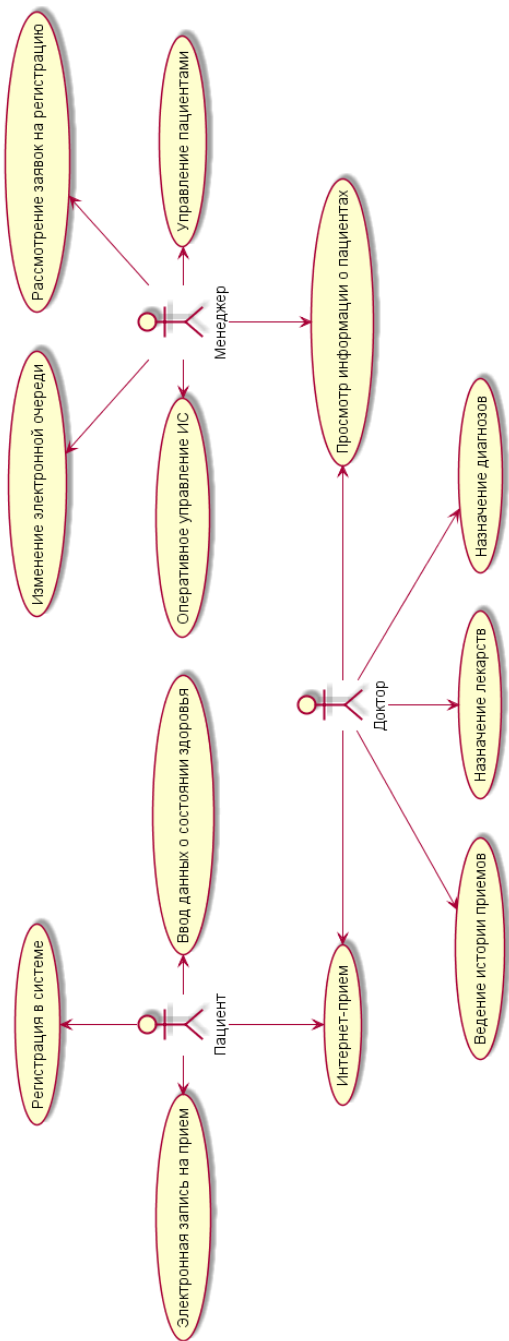 Регистрация в системе
Изменение электронной очереди
Рассмотрение заявок на регистрацию
Электронная запись на прием
Пациент
Ввод данных о состоянии здоровья
Оперативное управление ИС
Менеджер
Управление пациентами
Интернет-прием
Доктор
Просмотр информации о пациентах
Ведение истории приемов
Назначение лекарств
Назначение диагнозов